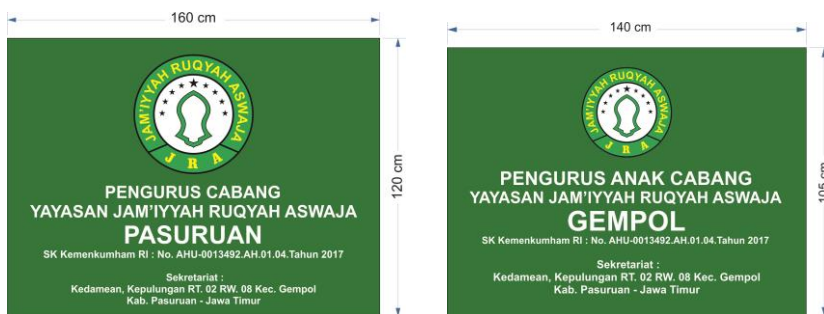 160 cm
JAM'IYYAH RUQYAH ASWAJA
J R A
PENGURUS CABANG
YAYASAN JAM'IYYAH RUQYAH ASWAJA
PASURUAN
SK Kemenkumham RI : No. AHU-0013492.AH.01.04.Tahun 2017
Sekretariat :
Kedamean, Kepulungan RT. 02 RW. 08 Kec. Gempol
Kab. Pasuruan - Jawa Timur
120 cm
140 cm
JAM'IYYAH RUQYAH ASWAJA
J R A
PENGURUS ANAK CABANG
YAYASAN JAM'IYYAH RUQYAH ASWAJA
GEMPOL
SK Kemenkumham RI : No. AHU-0013492.AH.01.04.Tahun 2017
Sekretariat :
Kedamean, Kepulungan RT. 02 RW. 08 Kec. Gempol
Kab. Pasuruan - Jawa Timur
105 cm